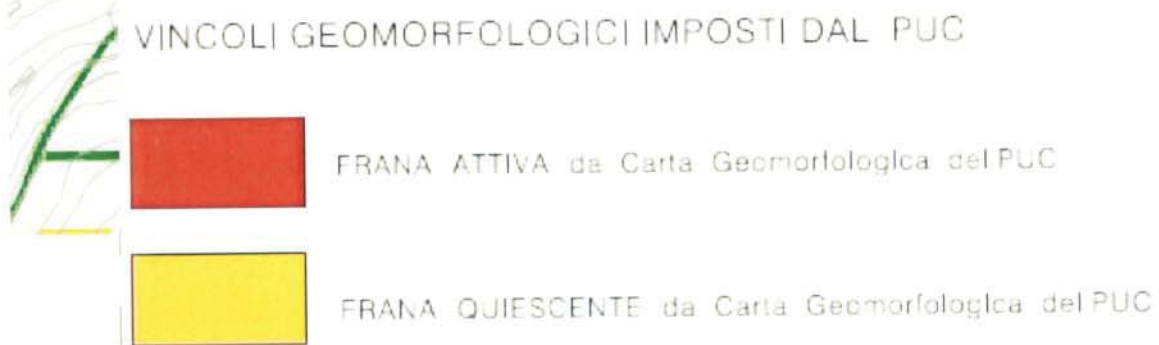 VINCOLI GEOMORFOLOGICI IMPOSTI DAL PUC
FRANA ATTIVA da Carta Geomorfologica del PUC
FRANA QUIESCENTE da Carta Geomorfologica del PUC